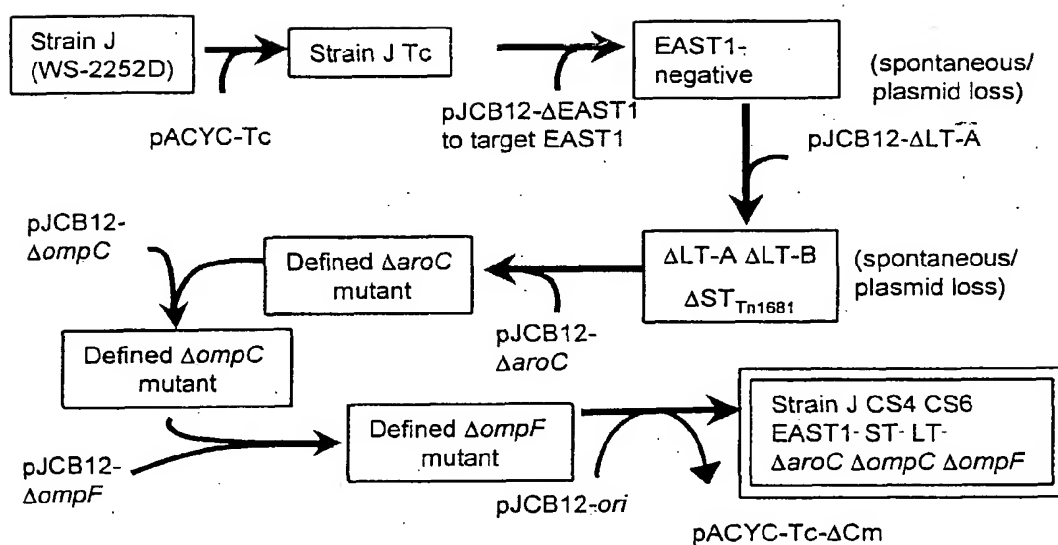 Strain J
(WS-2252D)
pACYC-Tc
Strain J Tc
pJCB12-ΔEAST1
to target EAST1
EAST1-
negative
(spontaneous/
plasmid loss)
pJCB12-ΔLT-A
ΔLT-A ΔLT-B
ΔSTTn1681
(spontaneous/
plasmid loss)
pJCB12-
ΔaroC
Defined ΔaroC
mutant
pJCB12-
ΔompC
Defined ΔompC
mutant
pJCB12-
ΔompF
Defined ΔompF
mutant
pJCB12-ori
pACYC-Tc-ΔCm
Strain J CS4 CS6
EAST1- ST- LT-
ΔaroC ΔompC ΔompF